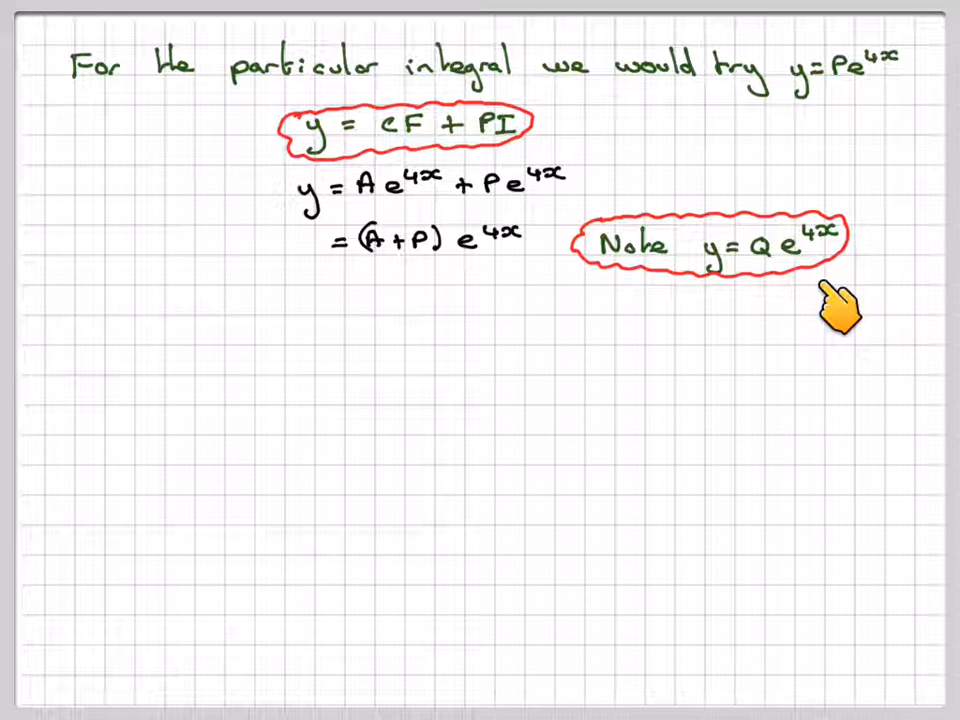 For the particular integral we would try y = Pe^{4x}
y = CF + PI
y = Ae^{4x} + Pe^{4x}
= (A + P) e^{4x}
Note y = Qe^{4x}